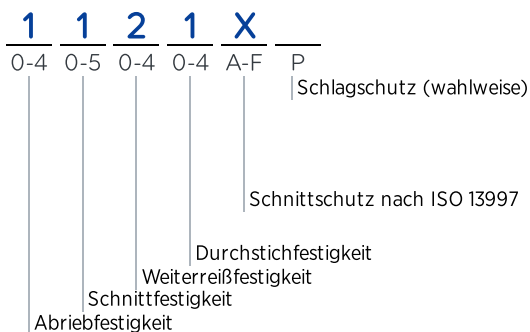 1 1 2 1 X
0-4 0-5 0-4 0-4 A-F P
Schlagschutz (wahlweise)
Schnittschutz nach ISO 13997
Durchstichfestigkeit
Weiterreißfestigkeit
Schnittfestigkeit
Abriebfestigkeit